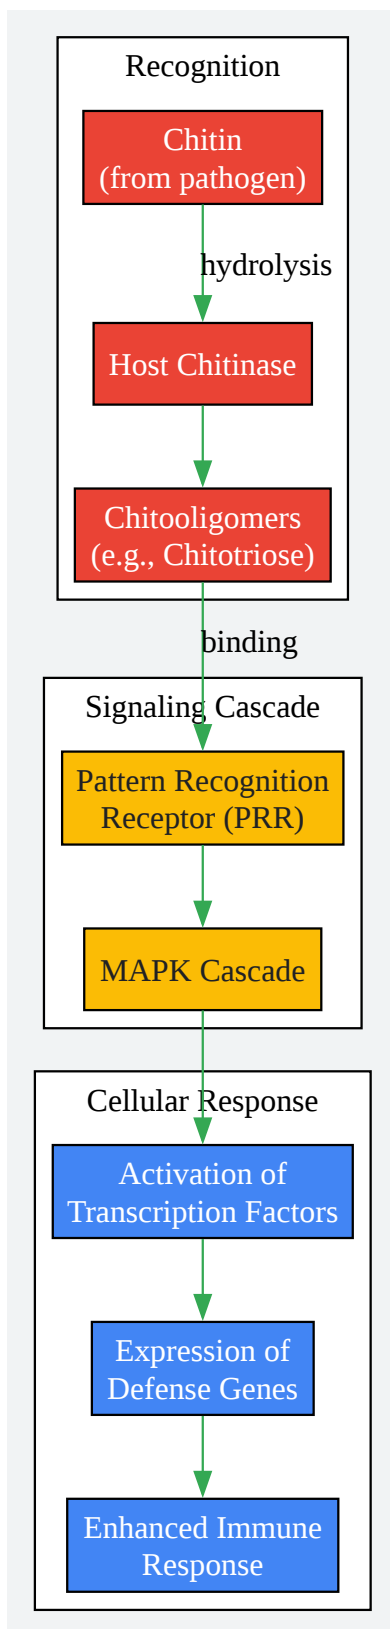 Recognition
Chitin
(from pathogen)
hydrolysis
Host Chitinase
Chitooligomers
(e.g., Chitotriose)
binding
Signaling Cascade
Pattern Recognition
Receptor (PRR)
MAPK Cascade
Cellular Response
Activation of
Transcription Factors
Expression of
Defense Genes
Enhanced Immune
Response